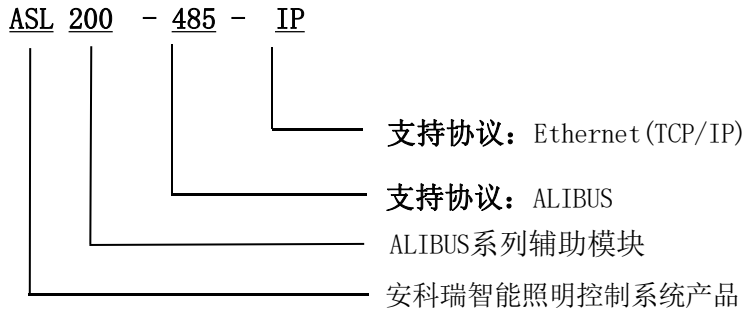 ASL 200 - 485 - IP
支持协议：Ethernet(TCP/IP)
支持协议：ALIBUS
ALIBUS系列辅助模块
安科瑞智能照明控制系统产品